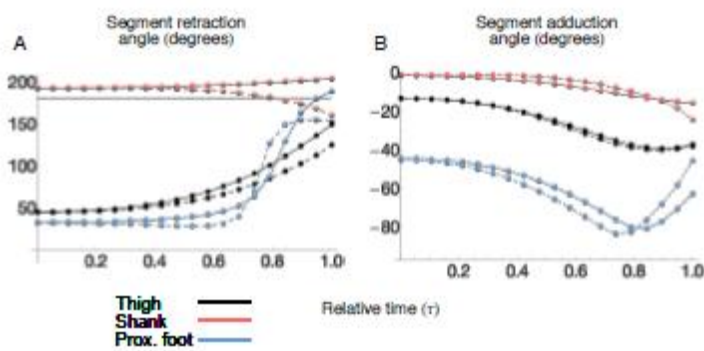 A
Segment retraction
angle (degrees)
200
150
100
50
0.2 0.4 0.6 0.8 1.0
B
Segment adduction
angle (degrees)
0
−20
−40
−60
−80
0.2 0.4 0.6 0.8 1.0
Thigh
Shank
Prox. foot
Relative time (τ)